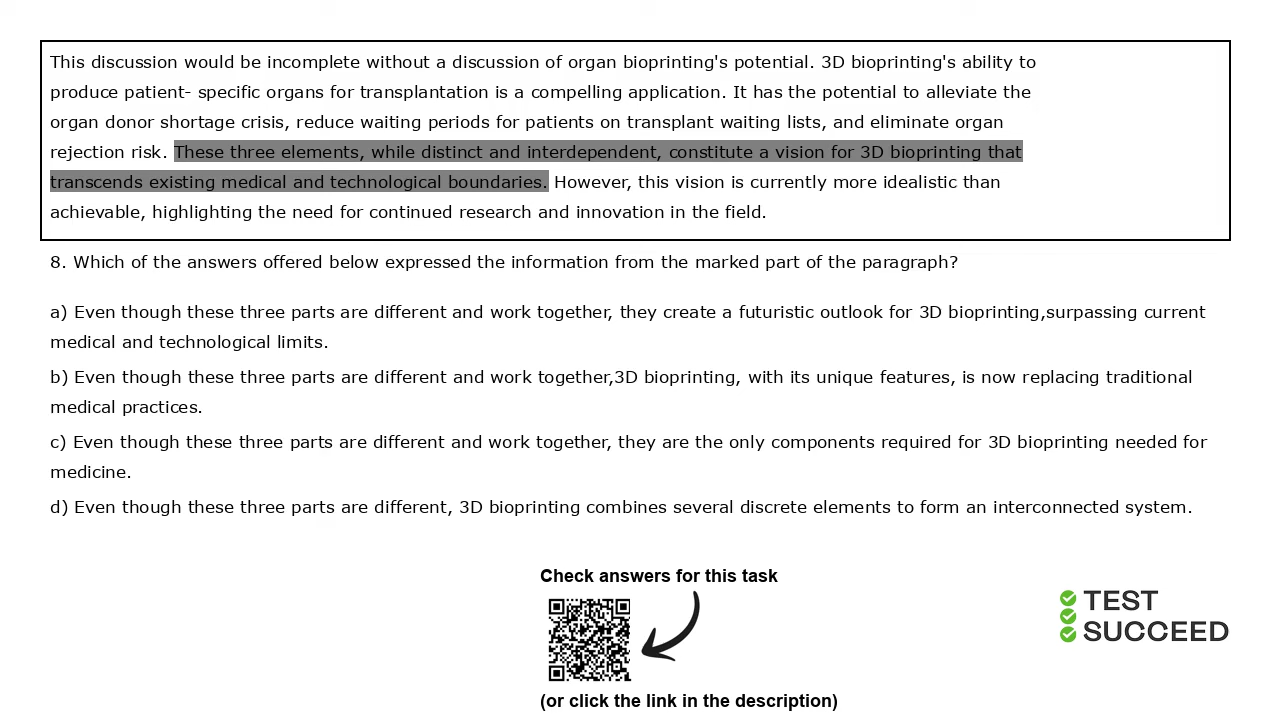 This discussion would be incomplete without a discussion of organ bioprinting's potential. 3D bioprinting's ability to
produce patient- specific organs for transplantation is a compelling application. It has the potential to alleviate the
organ donor shortage crisis, reduce waiting periods for patients on transplant waiting lists, and eliminate organ
rejection risk. These three elements, while distinct and interdependent, constitute a vision for 3D bioprinting that
transcends existing medical and technological boundaries. However, this vision is currently more idealistic than
achievable, highlighting the need for continued research and innovation in the field.
8. Which of the answers offered below expressed the information from the marked part of the paragraph?
a) Even though these three parts are different and work together, they create a futuristic outlook for 3D bioprinting,surpassing current
medical and technological limits.
b) Even though these three parts are different and work together,3D bioprinting, with its unique features, is now replacing traditional
medical practices.
c) Even though these three parts are different and work together, they are the only components required for 3D bioprinting needed for
medicine.
d) Even though these three parts are different, 3D bioprinting combines several discrete elements to form an interconnected system.
Check answers for this task
TEST
SUCCEED
(or click the link in the description)